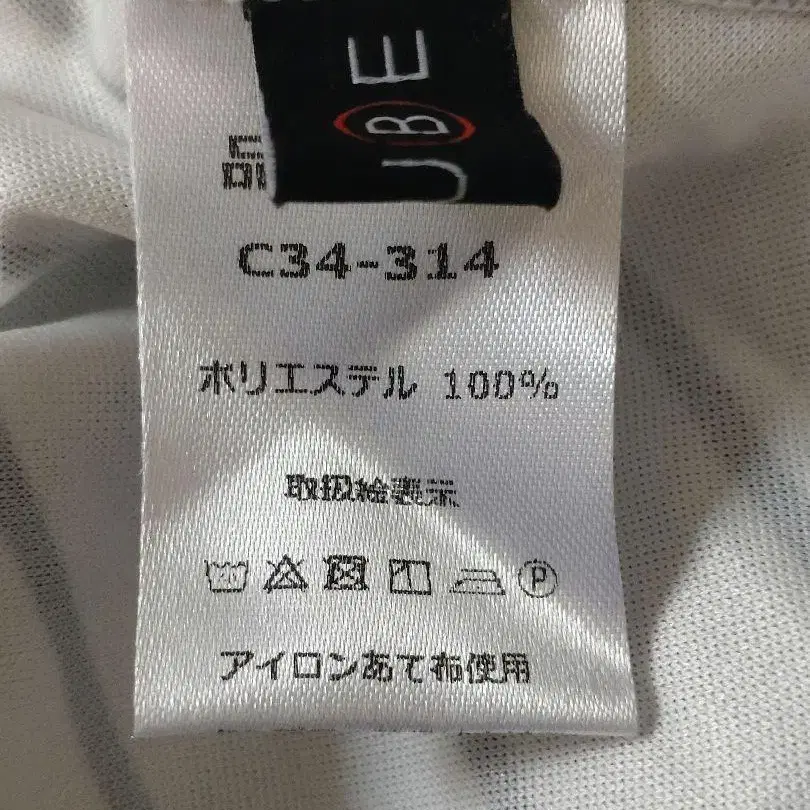 UBE
品
C34-314
ポリエステル 100%
取扱絵表示
P
アイロンあて布使用